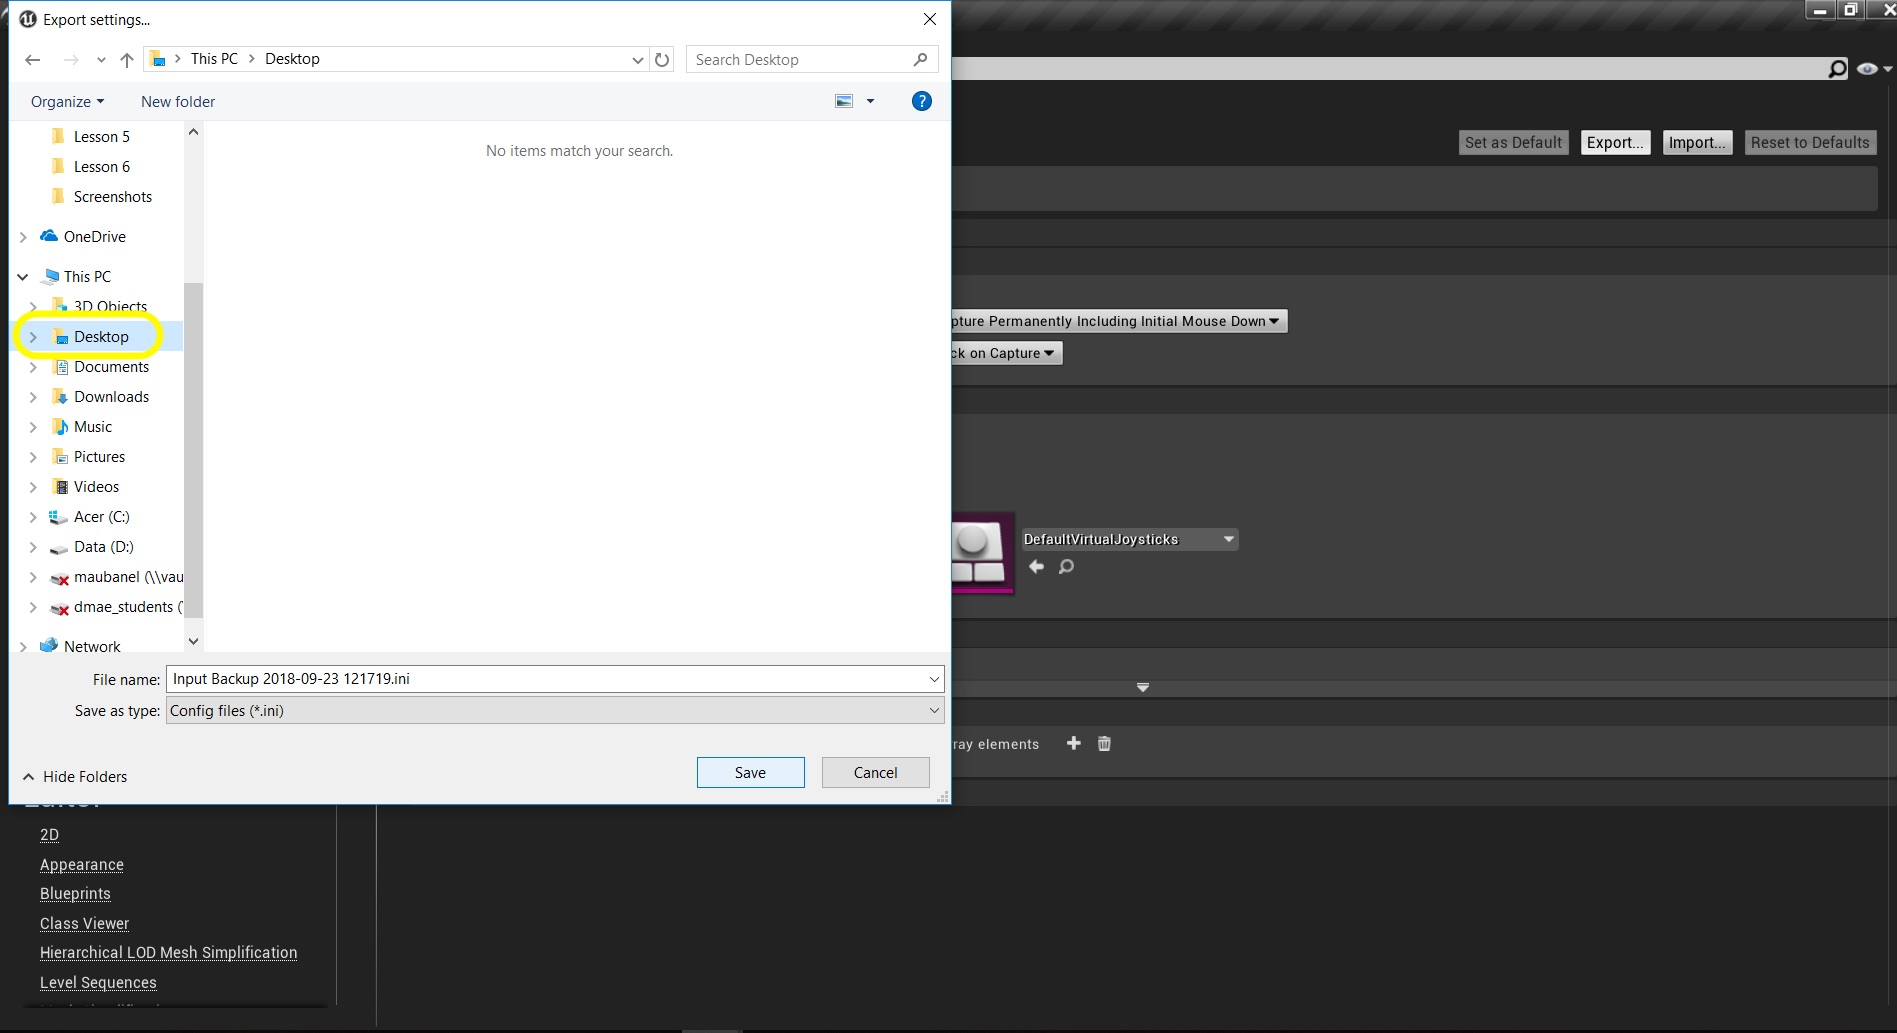 Export settings...
This PC > Desktop
Search Desktop
Organize
New folder
?
Lesson 5
Lesson 6
Screenshots
OneDrive
This PC
3D Objects
Desktop
Documents
Downloads
Music
Pictures
Videos
Acer (C:)
Data (D:)
maubanel (\\vau
dmae_students (
Network
No items match your search.
File name: Input Backup 2018-09-23 121719.ini
Save as type: Config files (*.ini)
Hide Folders
Save
Cancel
Set as Default
Export...
Import...
Reset to Defaults
pture Permanently Including Initial Mouse Down
ck on Capture
DefaultVirtualJoysticks
ray elements
2D
Appearance
Blueprints
Class Viewer
Hierarchical LOD Mesh Simplification
Level Sequences